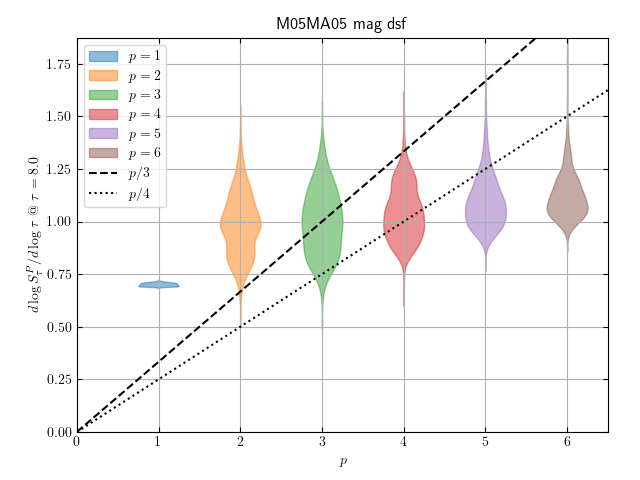 M05MA05 mag dsf
d log S_τ^P / d log τ @ τ = 8.0
1.75
1.50
1.25
1.00
0.75
0.50
0.25
0.00
p = 1
p = 2
p = 3
p = 4
p = 5
p = 6
p/3
p/4
0 1 2 3 4 5 6
p